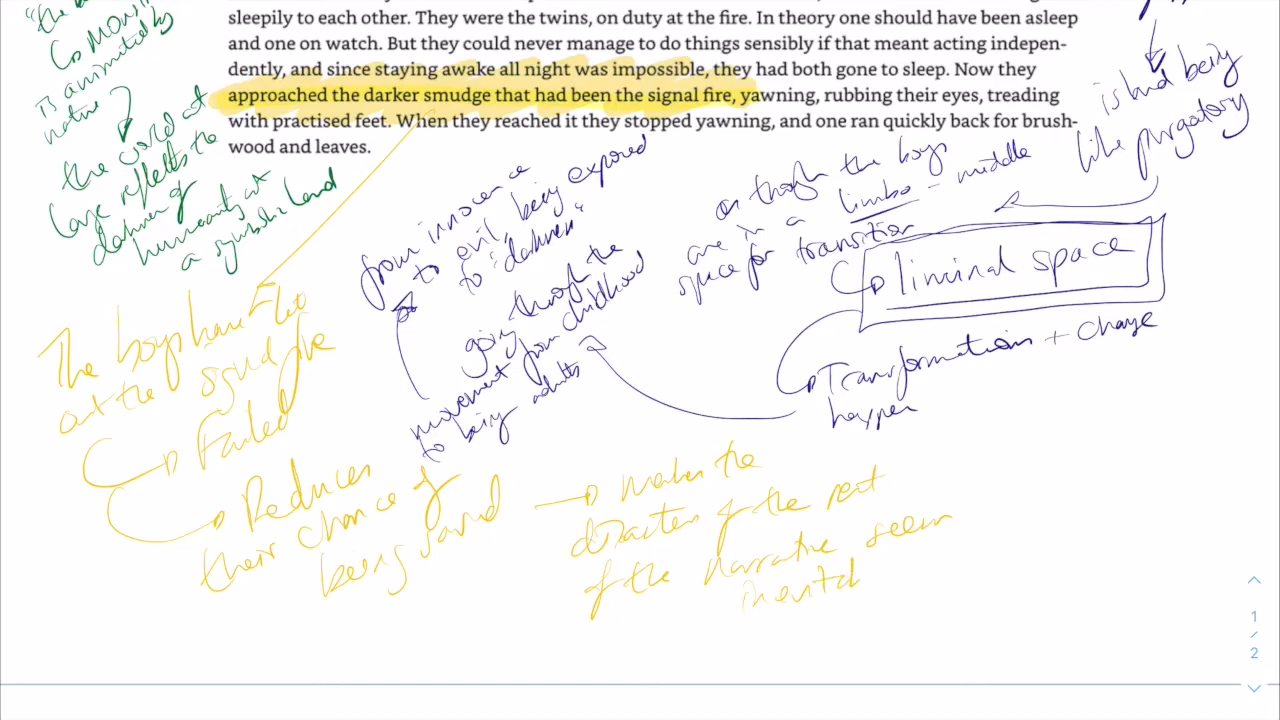 sleepily to each other. They were the twins, on duty at the fire. In theory one should have been asleep
and one on watch. But they could never manage to do things sensibly if that meant acting indepen-
dently, and since staying awake all night was impossible, they had both gone to sleep. Now they
approached the darker smudge that had been the signal fire, yawning, rubbing their eyes, treading
with practised feet. When they reached it they stopped yawning, and one ran quickly back for brush-
wood and leaves.
"the
is animated by
nature
the world at
large reflects the
darkness of
humanity at
a symbolic level
from innocence
to evil, being exposed
to "darkness"
going through the
movement from childhood
to being adults
as though the boys
are in a limbo - middle
space for transition
island being
like purgatory
liminal space
Transformations + change
happen
The boys have let
out the signal fire
Failed
Reduces
their chance of
being saved
makes the
disasters of the rest
of the narrative seem